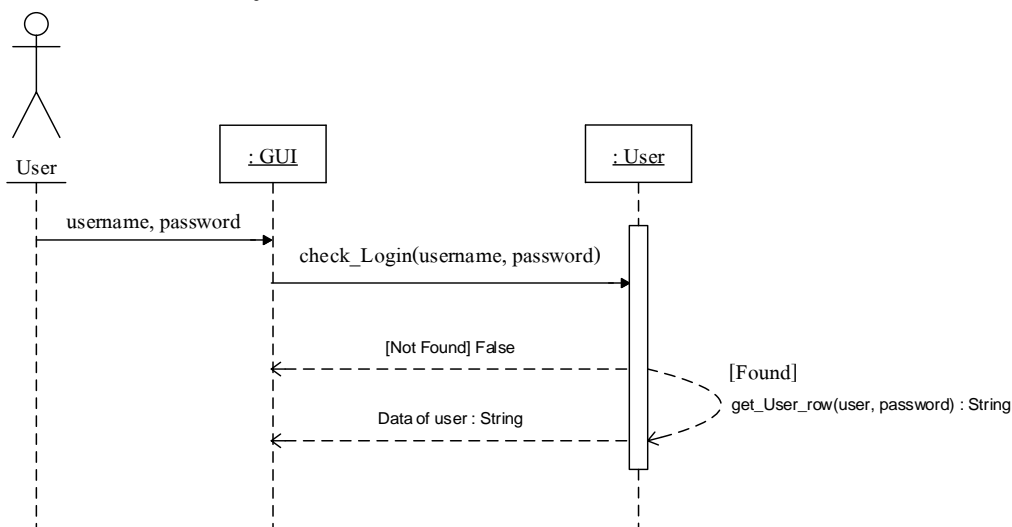 User
: GUI
: User
username, password
check_Login(username, password)
[Not Found] False
[Found]
get_User_row(user, password) : String
Data of user : String